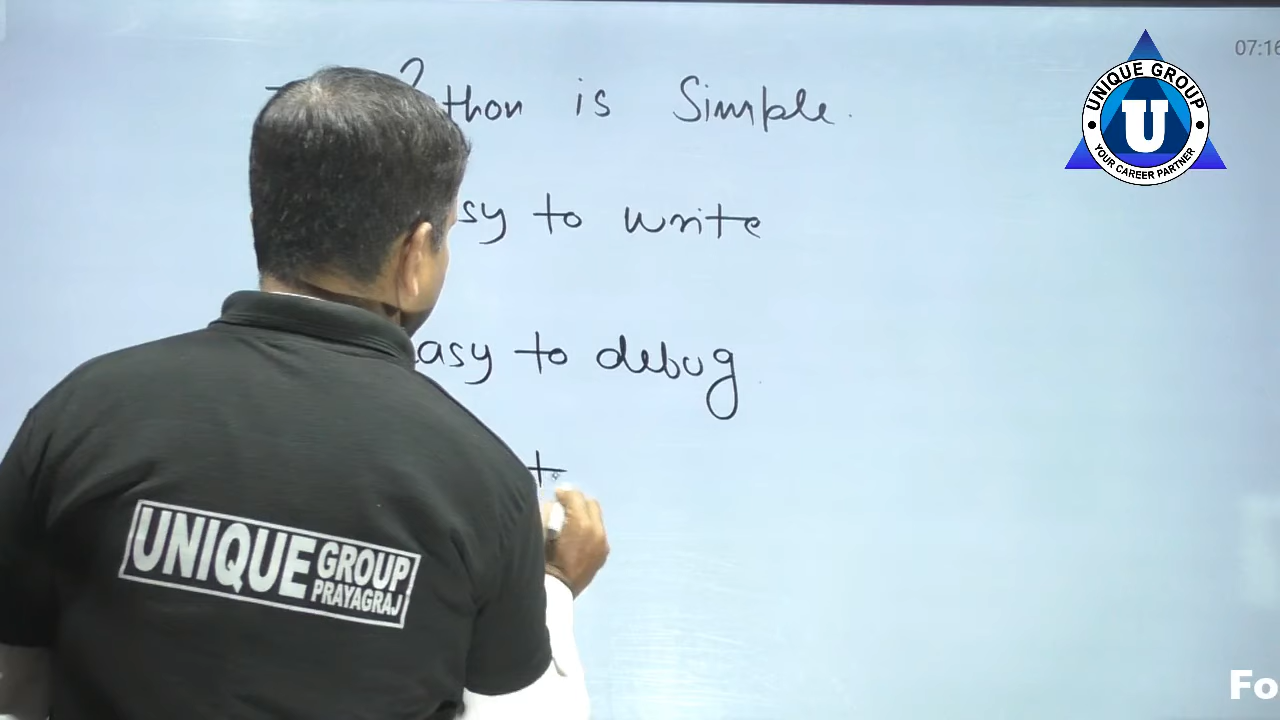 thon is Simple.
sy to write
asy to debug
UNIQUE GROUP
PRAYAGRAJ
07:16
UNIQUE GROUP
U
YOUR CAREER PARTNER
Fo